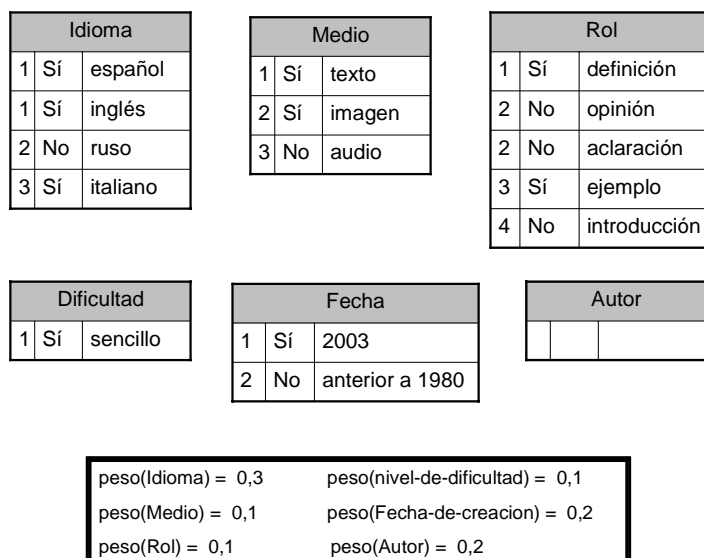 Idioma
1 Sí español
1 Sí inglés
2 No ruso
3 Sí italiano
Medio
1 Sí texto
2 Sí imagen
3 No audio
Rol
1 Sí definición
2 No opinión
2 No aclaración
3 Sí ejemplo
4 No introducción
Dificultad
1 Sí sencillo
Fecha
1 Sí 2003
2 No anterior a 1980
Autor
peso(Idioma) = 0,3 peso(nivel-de-dificultad) = 0,1
peso(Medio) = 0,1 peso(Fecha-de-creacion) = 0,2
peso(Rol) = 0,1 peso(Autor) = 0,2